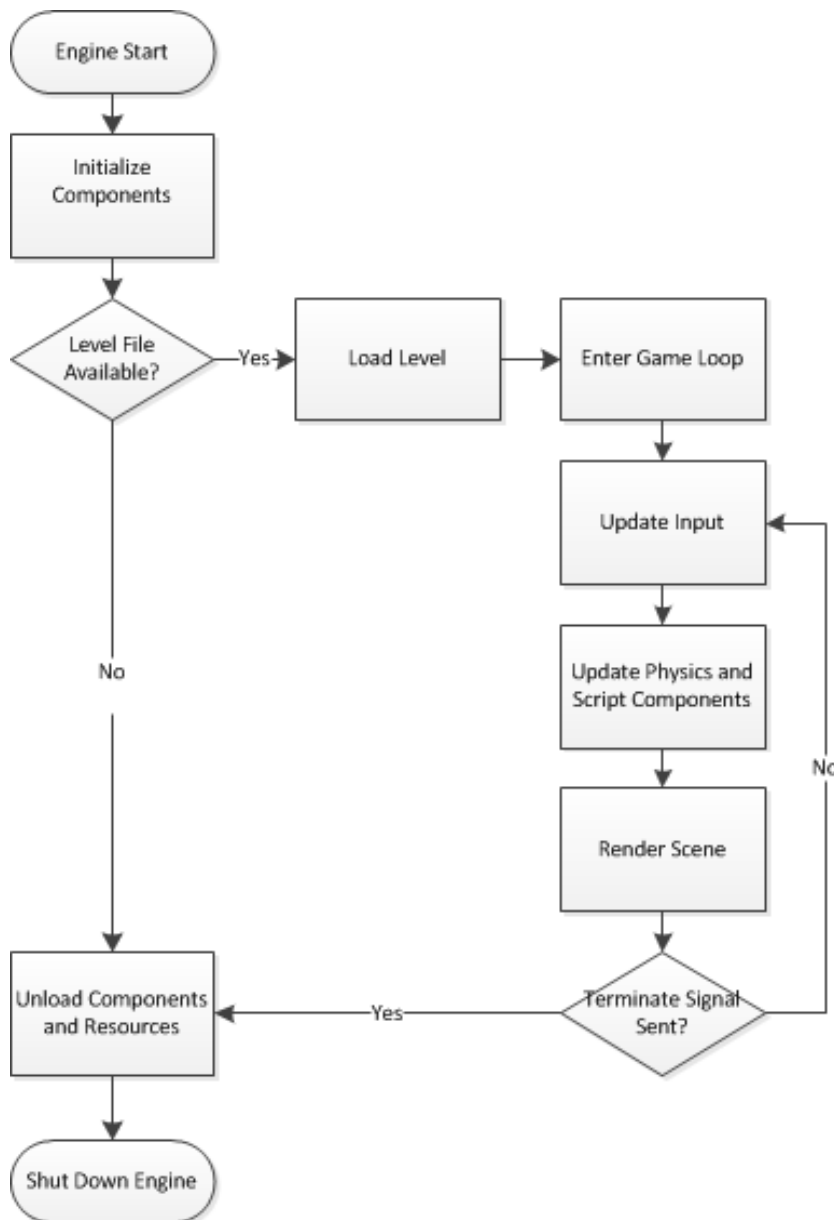 Engine Start
Initialize
Components
Level File
Available?
Yes
Load Level
Enter Game Loop
Update Input
Update Physics and
Script Components
No
No
Render Scene
Terminate Signal
Sent?
Yes
Unload Components
and Resources
Shut Down Engine